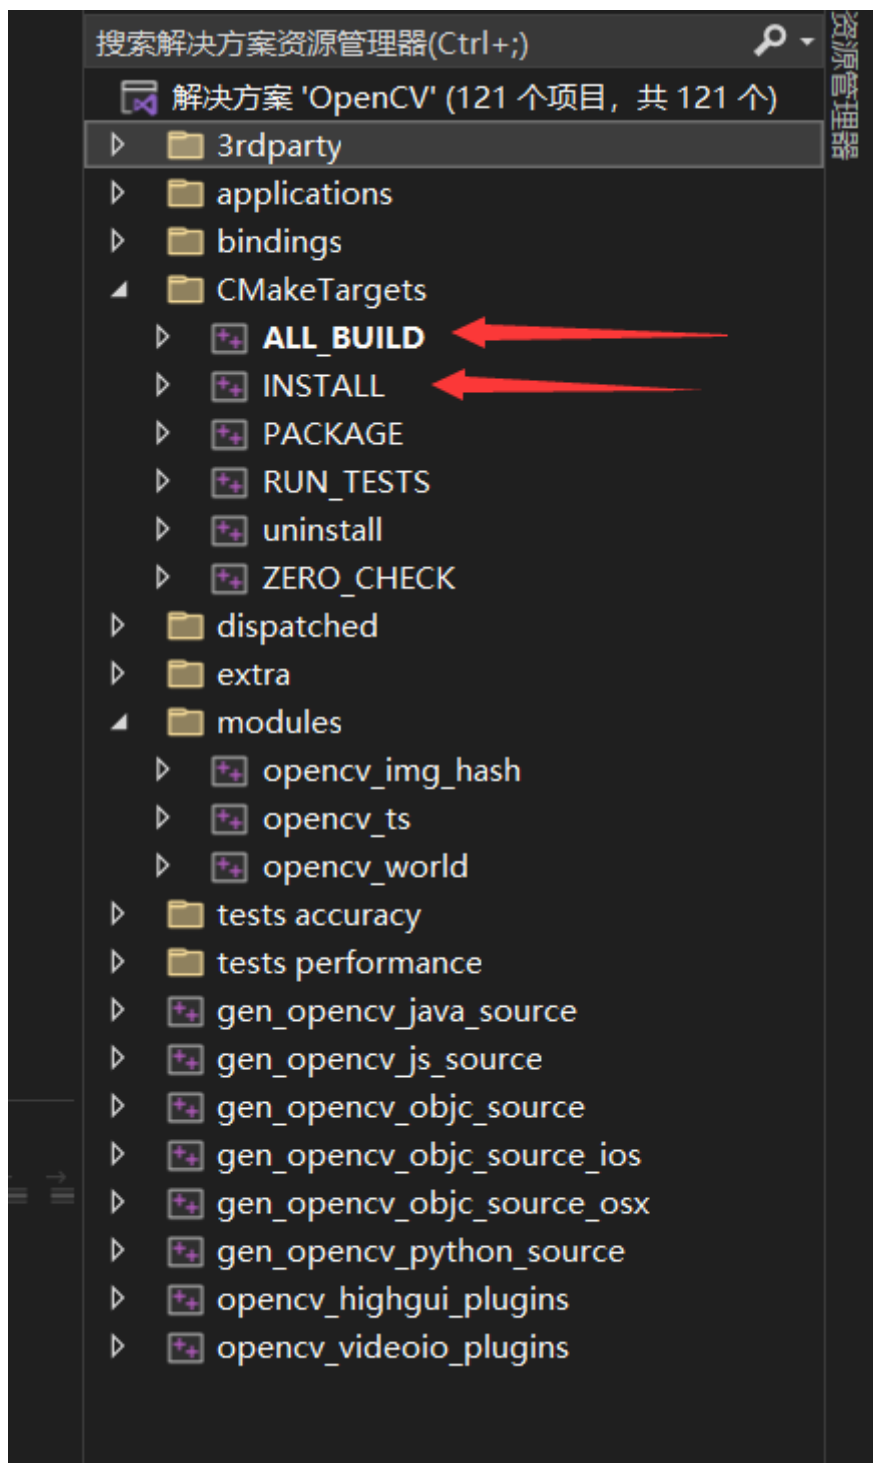 搜索解决方案资源管理器(Ctrl+;)
解决方案 'OpenCV' (121 个项目，共 121 个)
3rdparty
applications
bindings
CMakeTargets
ALL_BUILD
INSTALL
PACKAGE
RUN_TESTS
uninstall
ZERO_CHECK
dispatched
extra
modules
opencv_img_hash
opencv_ts
opencv_world
tests accuracy
tests performance
gen_opencv_java_source
gen_opencv_js_source
gen_opencv_objc_source
gen_opencv_objc_source_ios
gen_opencv_objc_source_osx
gen_opencv_python_source
opencv_highgui_plugins
opencv_videoio_plugins
资源管理器